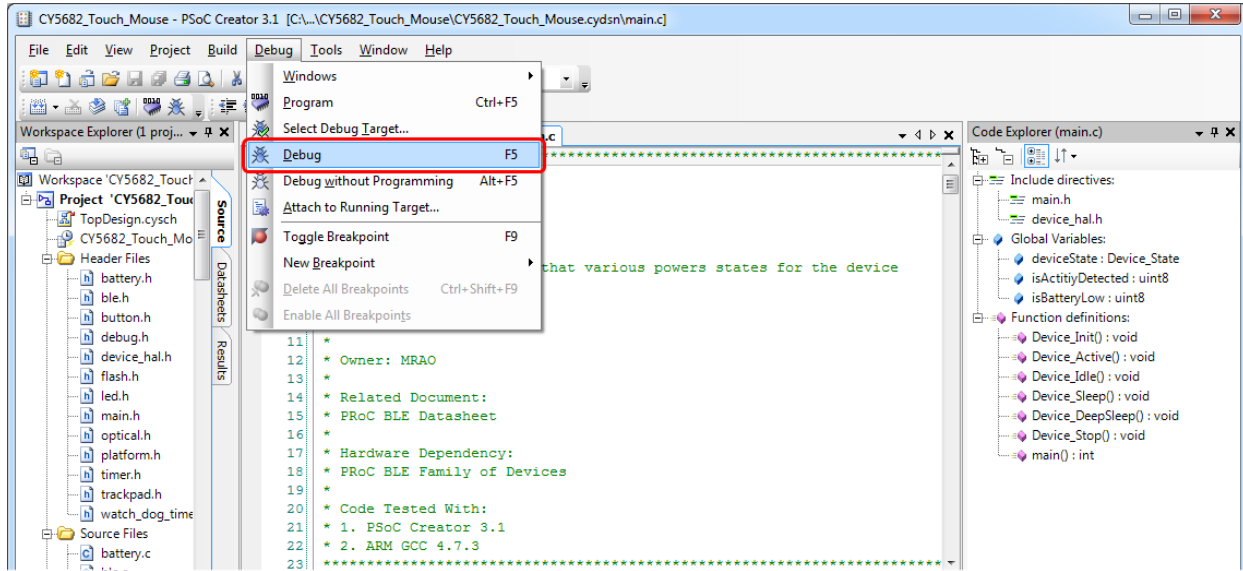 CY5682_Touch_Mouse - PSoC Creator 3.1 [C:\...\CY5682_Touch_Mouse\CY5682_Touch_Mouse.cydsn\main.c]
File Edit View Project Build Debug Tools Window Help
Windows
Program Ctrl+F5
Select Debug Target...
Debug F5
Debug without Programming Alt+F5
Attach to Running Target...
Toggle Breakpoint F9
New Breakpoint
Delete All Breakpoints Ctrl+Shift+F9
Enable All Breakpoints
Workspace Explorer (1 proj...
Workspace 'CY5682_Touch
Project 'CY5682_Touc
TopDesign.cysch
CY5682_Touch_Mo
Header Files
battery.h
ble.h
button.h
debug.h
device_hal.h
flash.h
led.h
main.h
optical.h
platform.h
timer.h
trackpad.h
watch_dog_time
Source Files
battery.c
Source
Datasheets
Results
.c
*****************************************
that various powers states for the device
11 *
12 * Owner: MRAO
13 *
14 * Related Document:
15 * PRoC BLE Datasheet
16 *
17 * Hardware Dependency:
18 * PRoC BLE Family of Devices
19 *
20 * Code Tested With:
21 * 1. PSoC Creator 3.1
22 * 2. ARM GCC 4.7.3
23 *****************************************************************************
Code Explorer (main.c)
Include directives:
main.h
device_hal.h
Global Variables:
deviceState : Device_State
isActitiyDetected : uint8
isBatteryLow : uint8
Function definitions:
Device_Init() : void
Device_Active() : void
Device_Idle() : void
Device_Sleep() : void
Device_DeepSleep() : void
Device_Stop() : void
main() : int